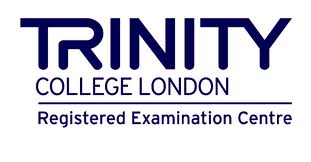 TRINITY
COLLEGE LONDON
Registered Examination Centre